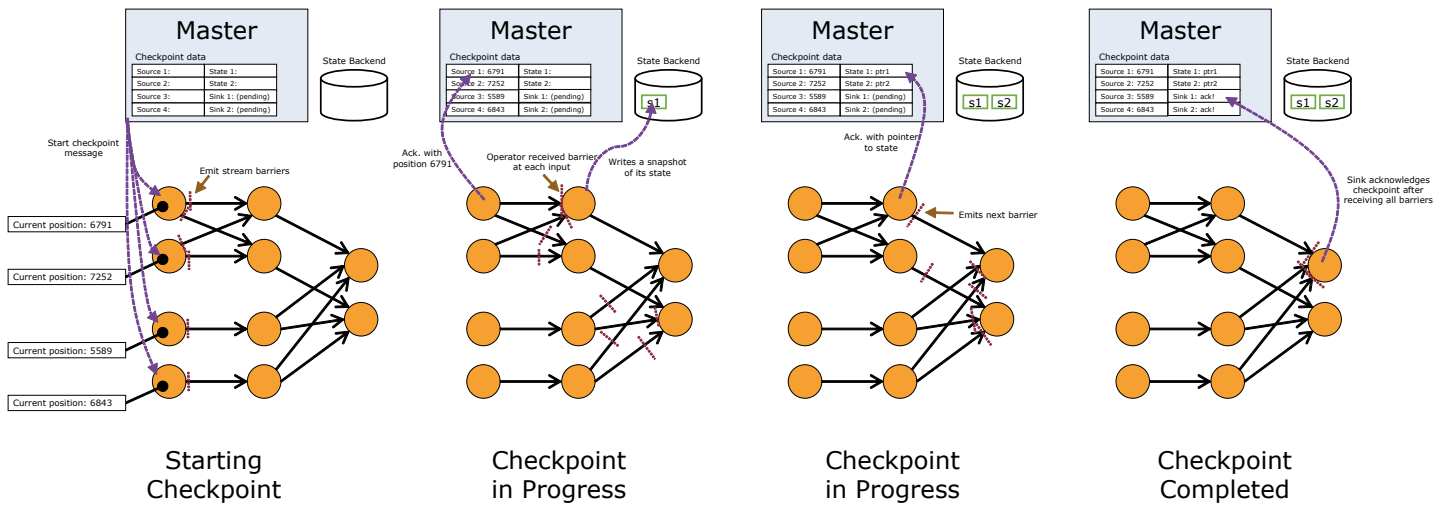 Master
Checkpoint data
Source 1:
State 1:
Source 2:
State 2:
Source 3:
Sink 1: (pending)
Source 4:
Sink 2: (pending)
State Backend
Start checkpoint
message
Emit stream barriers
Current position: 6791
Current position: 7252
Current position: 5589
Current position: 6843
Starting
Checkpoint
Master
Checkpoint data
Source 1: 6791
State 1:
Source 2: 7252
State 2:
Source 3: 5589
Sink 1: (pending)
Source 4: 6843
Sink 2: (pending)
State Backend
s1
Ack. with
position 6791
Operator received barrier
at each input
Writes a snapshot
of its state
Checkpoint
in Progress
Master
Checkpoint data
Source 1: 6791
State 1: ptr1
Source 2: 7252
State 2: ptr2
Source 3: 5589
Sink 1: (pending)
Source 4: 6843
Sink 2: (pending)
State Backend
s1
s2
Ack. with pointer
to state
Emits next barrier
Checkpoint
in Progress
Master
Checkpoint data
Source 1: 6791
State 1: ptr1
Source 2: 7252
State 2: ptr2
Source 3: 5589
Sink 1: ack!
Source 4: 6843
Sink 2: ack!
State Backend
s1
s2
Sink acknowledges
checkpoint after
receiving all barriers
Checkpoint
Completed